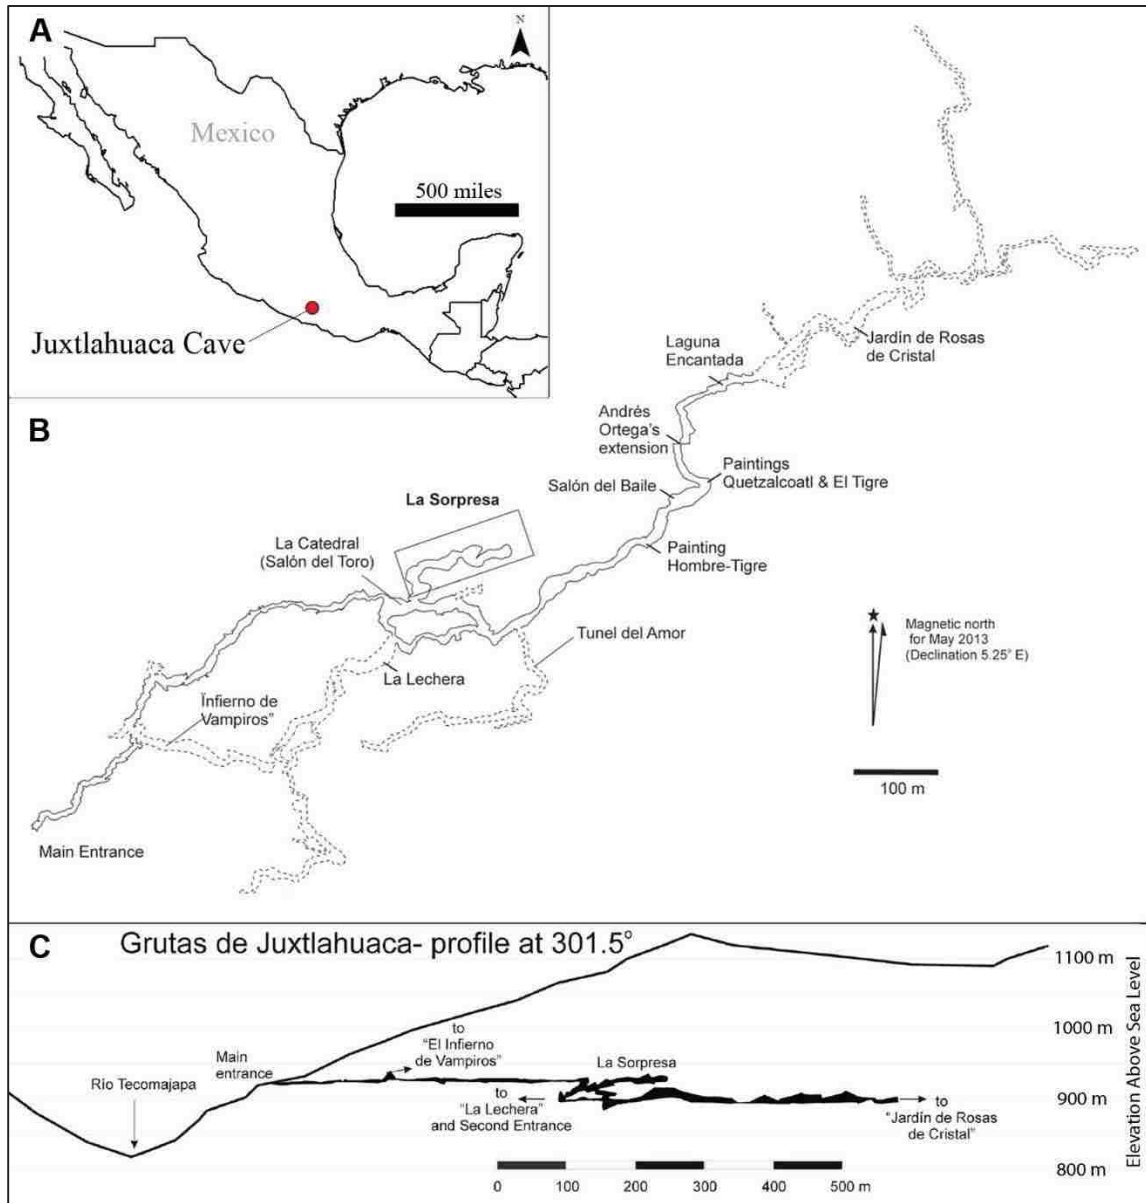 A
N
Mexico
500 miles
Juxtlahuaca Cave
B
Laguna
Encantada
Jardín de Rosas
de Cristal
Andrés
Ortega's
extension
Paintings
Quetzalcoatl & El Tigre
Salón del Baile
La Sorpresa
La Catedral
(Salón del Toro)
Painting
Hombre-Tigre
Magnetic north
for May 2013
(Declination 5.25° E)
Tunel del Amor
La Lechera
Infierno de
Vampiros"
100 m
Main Entrance
C
Grutas de Juxtlahuaca- profile at 301.5°
1100 m
1000 m
900 m
800 m
Elevation Above Sea Level
to
"El Infierno
de Vampiros"
Main
entrance
La Sorpresa
Río Tecomajapa
to
"La Lechera"
and Second Entrance
to
"Jardín de Rosas
de Cristal"
0 100 200 300 400 500 m